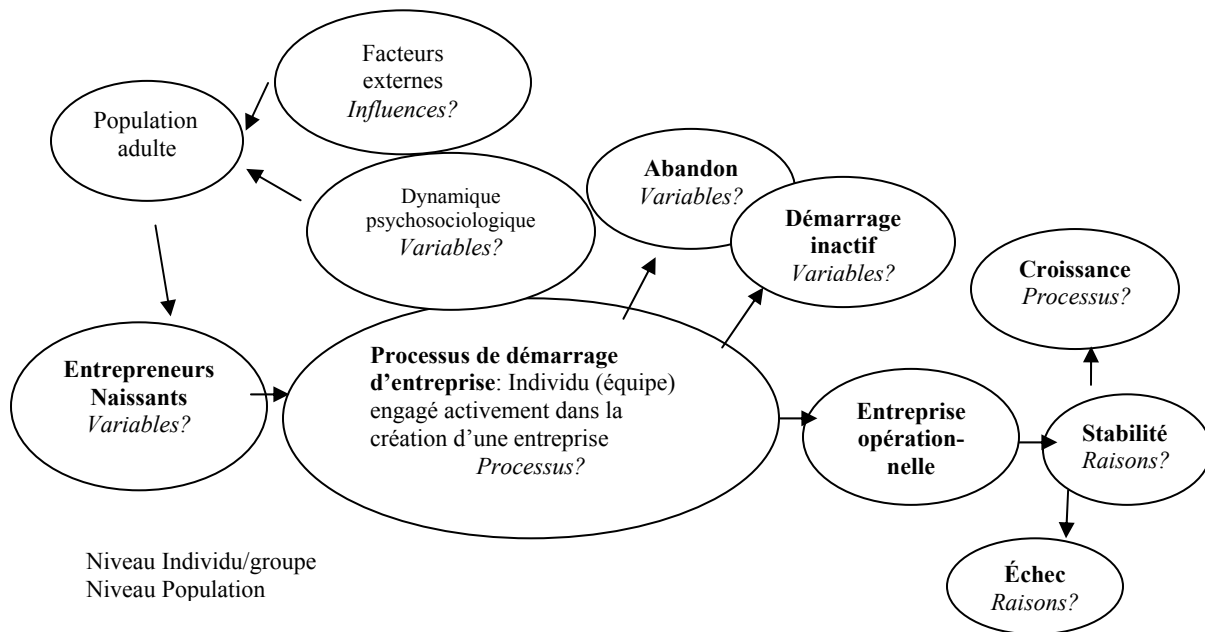 Facteurs
externes
Influences?
Population
adulte
Dynamique
psychosociologique
Variables?
Abandon
Variables?
Démarrage
inactif
Variables?
Croissance
Processus?
Entrepreneurs
Naissants
Variables?
Processus de démarrage
d’entreprise: Individu (équipe)
engagé activement dans la
création d’une entreprise
Processus?
Entreprise
opération-
nelle
Stabilité
Raisons?
Échec
Raisons?
Niveau Individu/groupe
Niveau Population